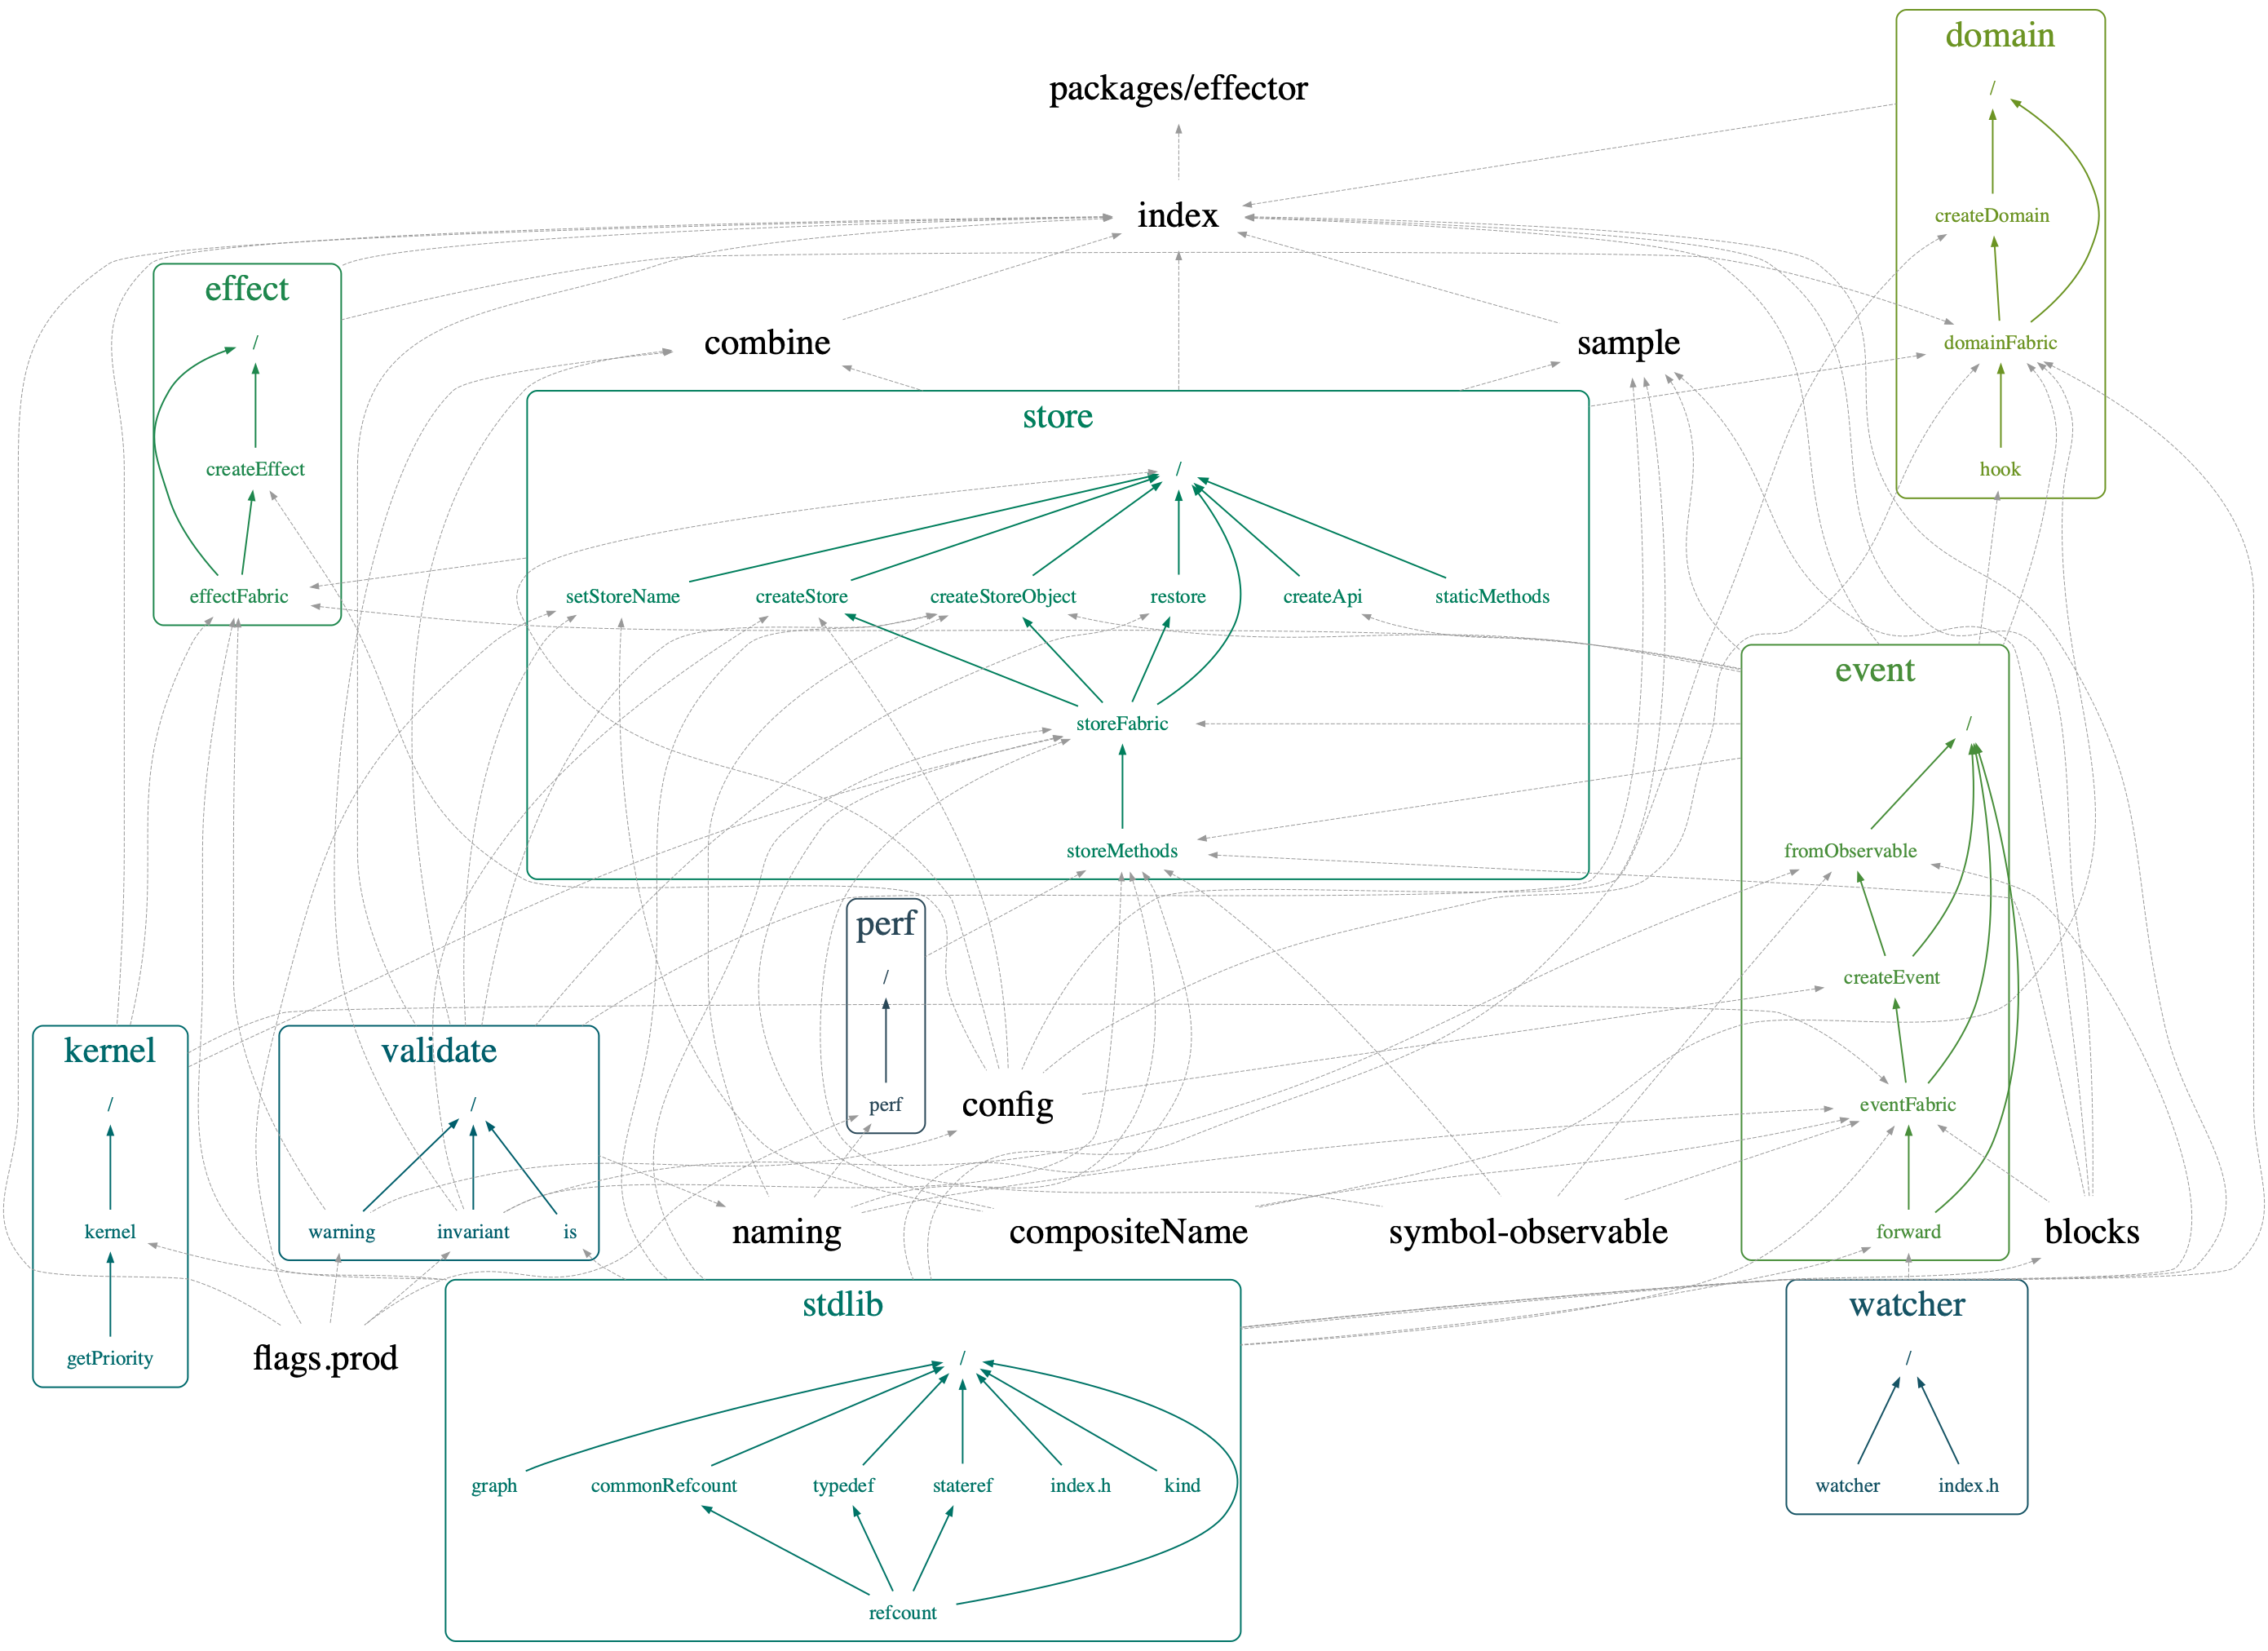 domain
/
packages/effector
createDomain
index
effect
/
combine
sample
domainFabric
store
/
createEffect
hook
effectFabric
setStoreName
createStore
createStoreObject
restore
createApi
staticMethods
event
/
storeFabric
storeMethods
fromObservable
perf
/
createEvent
kernel
validate
/
/
perf
config
eventFabric
kernel
warning
invariant
is
naming
compositeName
symbol-observable
forward
blocks
stdlib
watcher
getPriority
flags.prod
/
/
graph
commonRefcount
typedef
stateref
index.h
kind
watcher
index.h
refcount